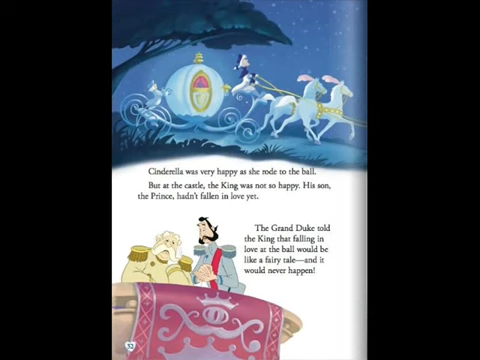 Cinderella was very happy as she rode to the ball.
But at the castle, the King was not so happy. His son,
the Prince, hadn't fallen in love yet.
The Grand Duke told
the King that falling in
love at the ball would be
like a fairy tale—and it
would never happen!
32